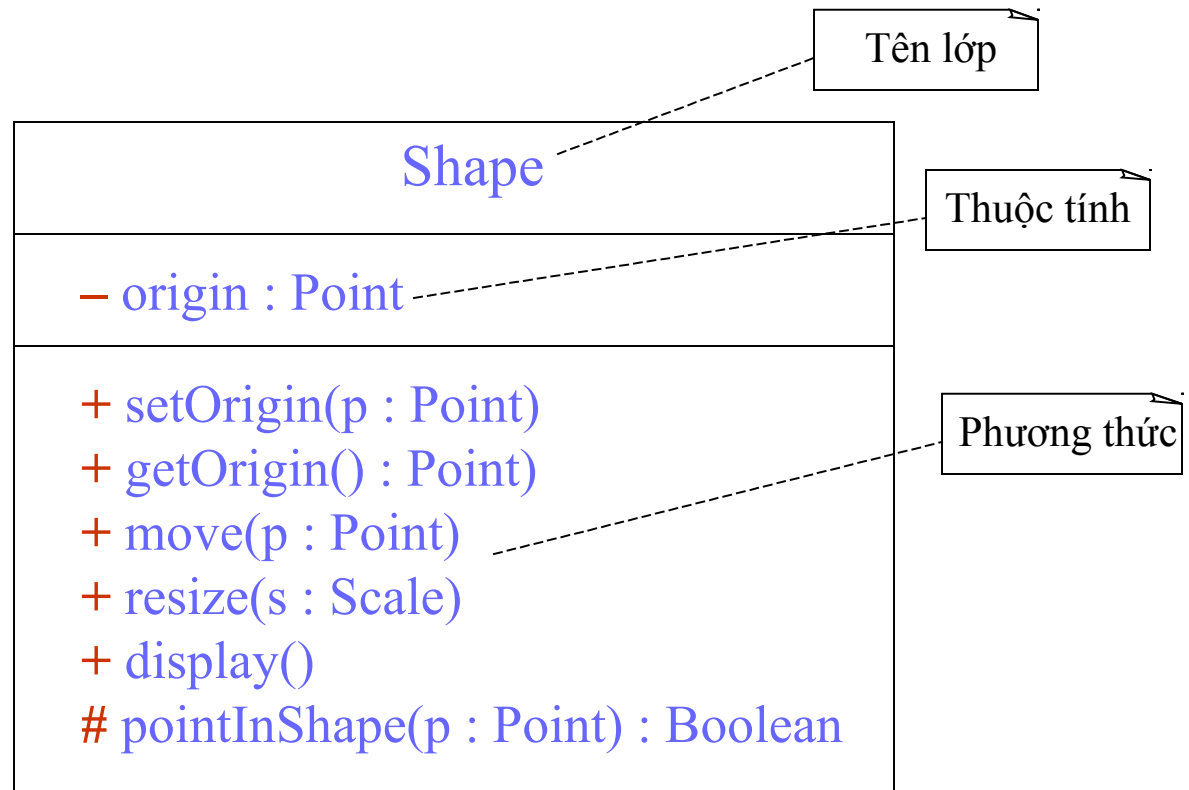 Tên lớp
Shape
Thuộc tính
– origin : Point
+ setOrigin(p : Point)
Phương thức
+ getOrigin() : Point)
+ move(p : Point)
+ resize(s : Scale)
+ display()
# pointInShape(p : Point) : Boolean